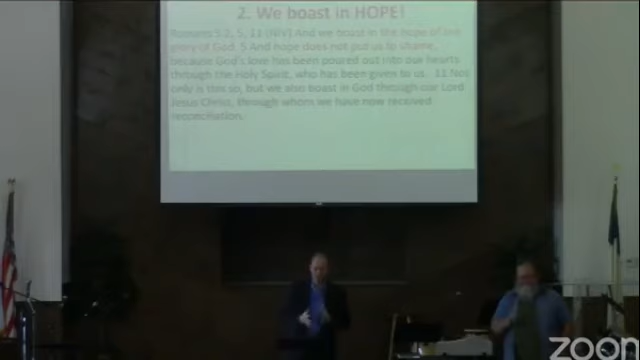 2. We boast in HOPE!
Romans 5:2, 5, 11 (NIV) And we boast in the hope of the
glory of God. 5 And hope does not put us to shame,
because God's love has been poured out into our hearts
through the Holy Spirit, who has been given to us. 11 Not
only is this so, but we also boast in God through our Lord
Jesus Christ, through whom we have now received
reconciliation.
zoom